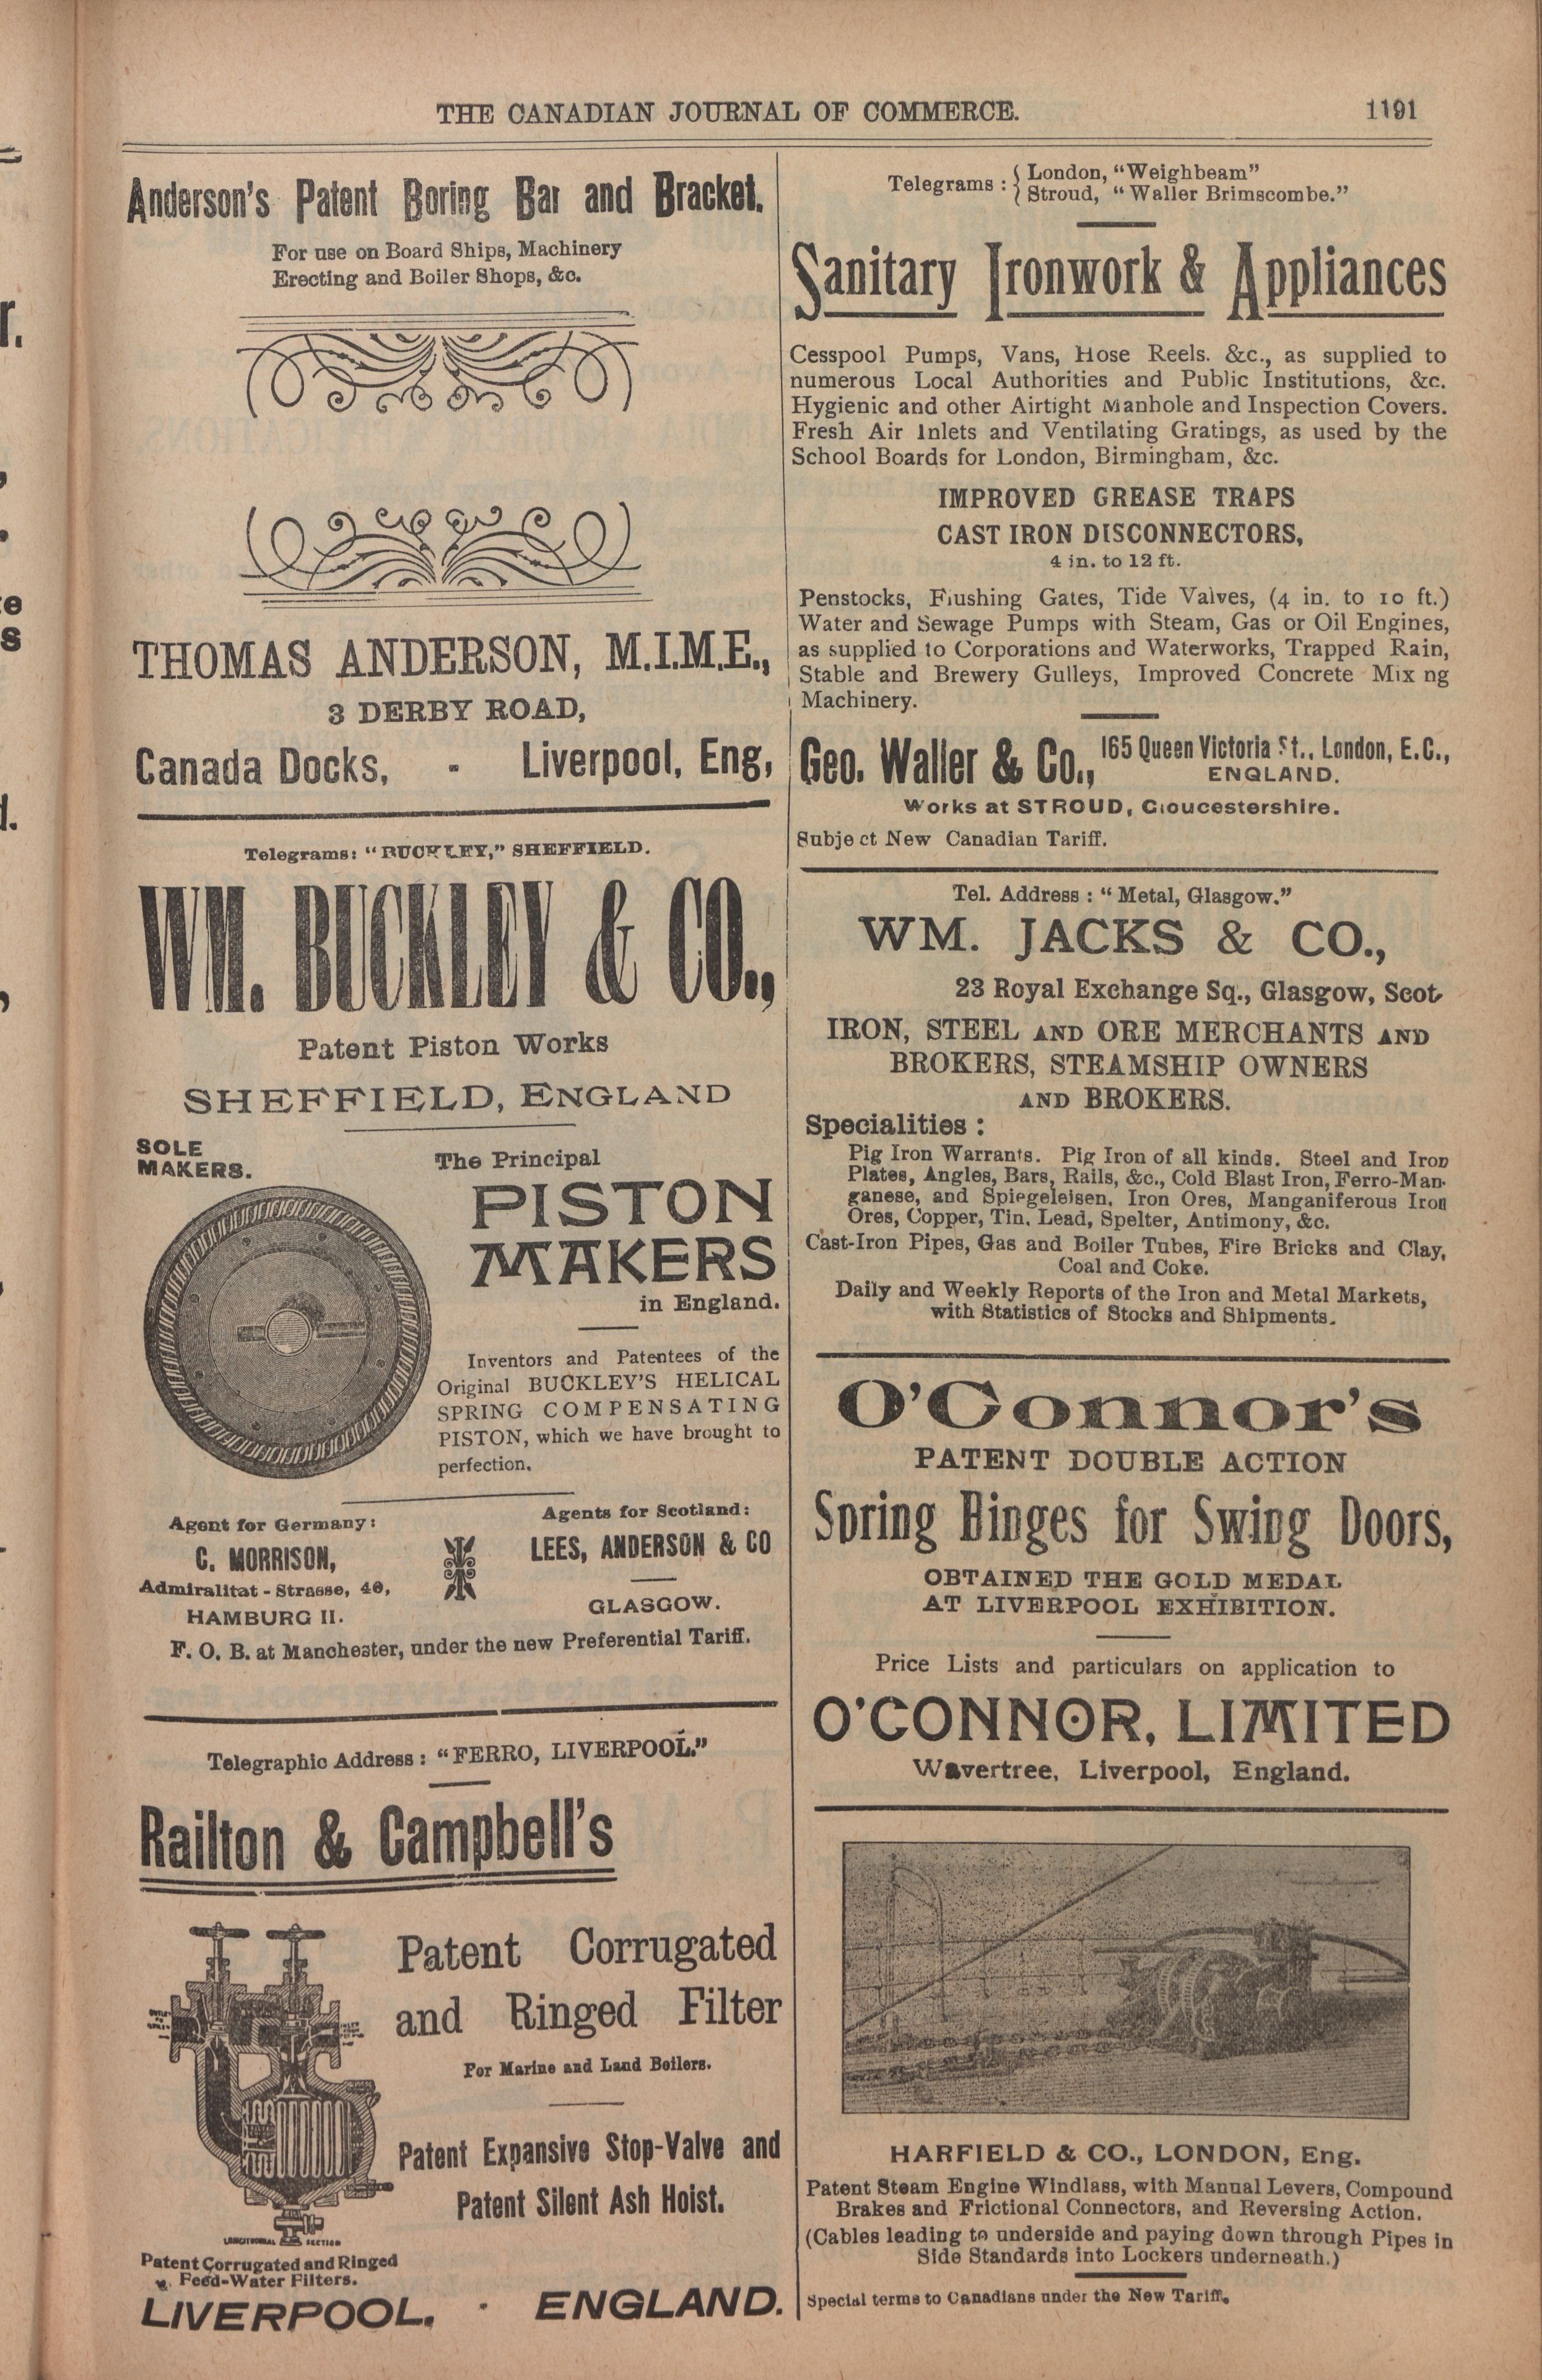 THE CANADIAN JOURNAL OF COMMERCE.
1191
Anderson's Patent Boring Bar and Bracket.
For use on Board Ships, Machinery
Erecting and Boiler Shops, &c.
THOMAS ANDERSON, M.I.M.E.,
3 DERBY ROAD,
Canada Docks, - Liverpool, Eng,
Telegrams: "BUCKLEY," SHEFFIELD.
WM. BUCKLEY & CO.,
Patent Piston Works
SHEFFIELD, ENGLAND
SOLE
MAKERS.
The Principal
PISTON
MAKERS
in England.
Inventors and Patentees of the
Original BUCKLEY'S HELICAL
SPRING COMPENSATING
PISTON, which we have brought to
perfection.
Agent for Germany:
C. MORRISON,
Admiralitat-Strasse, 40,
HAMBURG II.
Agents for Scotland:
LEES, ANDERSON & CO
GLASGOW.
F. O. B. at Manchester, under the new Preferential Tariff.
Telegraphic Address: "FERRO, LIVERPOOL."
Railton & Campbell's
Patent Corrugated
and Ringed Filter
For Marine and Land Boilers.
Patent Expansive Stop-Valve and
Patent Silent Ash Hoist.
LONGITUDINAL SECTION
Patent Corrugated and Ringed
Feed-Water Filters.
LIVERPOOL, · ENGLAND.
Telegrams: { London, "Weighbeam"
Stroud, "Waller Brimscombe."
Sanitary Ironwork & Appliances
Cesspool Pumps, Vans, Hose Reels. &c., as supplied to
numerous Local Authorities and Public Institutions, &c.
Hygienic and other Airtight Manhole and Inspection Covers.
Fresh Air Inlets and Ventilating Gratings, as used by the
School Boards for London, Birmingham, &c.
IMPROVED GREASE TRAPS
CAST IRON DISCONNECTORS,
4 in. to 12 ft.
Penstocks, Flushing Gates, Tide Valves, (4 in. to 10 ft.)
Water and Sewage Pumps with Steam, Gas or Oil Engines,
as supplied to Corporations and Waterworks, Trapped Rain,
Stable and Brewery Gulleys, Improved Concrete Mix ng
Machinery.
Geo. Waller & Co., 165 Queen Victoria St., London, E.C.,
ENGLAND.
Works at STROUD, Gloucestershire.
Subject New Canadian Tariff.
Tel. Address: "Metal, Glasgow."
WM. JACKS & CO.,
23 Royal Exchange Sq., Glasgow, Scot.
IRON, STEEL AND ORE MERCHANTS AND
BROKERS, STEAMSHIP OWNERS
AND BROKERS.
Specialities:
Pig Iron Warrants. Pig Iron of all kinds. Steel and Iron
Plates, Angles, Bars, Rails, &c., Cold Blast Iron, Ferro-Man-
ganese, and Spiegeleisen, Iron Ores, Manganiferous Iron
Ores, Copper, Tin, Lead, Spelter, Antimony, &c.
Cast-Iron Pipes, Gas and Boiler Tubes, Fire Bricks and Clay,
Coal and Coke.
Daily and Weekly Reports of the Iron and Metal Markets,
with Statistics of Stocks and Shipments.
O'Connor's
PATENT DOUBLE ACTION
Spring Hinges for Swing Doors,
OBTAINED THE GOLD MEDAL
AT LIVERPOOL EXHIBITION.
Price Lists and particulars on application to
O'CONNOR, LIMITED
Wavertree, Liverpool, England.
HARFIELD & CO., LONDON, Eng.
Patent Steam Engine Windlass, with Manual Levers, Compound
Brakes and Frictional Connectors, and Reversing Action.
(Cables leading to underside and paying down through Pipes in
Side Standards into Lockers underneath.)
Special terms to Canadians under the New Tariff.